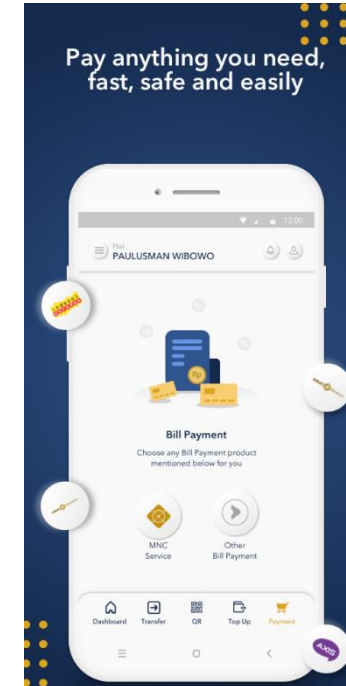 Pay anything you need,
fast, safe and easily
12:00
Hai
PAULUSMAN WIBOWO
Rp
Bill Payment
Choose any Bill Payment product
mentioned below for you
MNC
Service
Other
Bill Payment
Dashboard
Transfer
QR
Top Up
Payment
AXIS